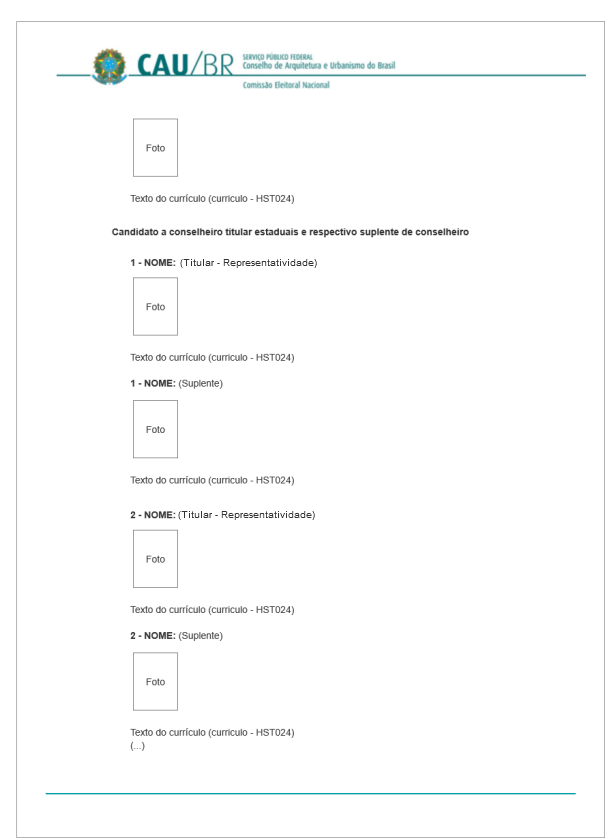 CAU/BR
SERVIÇO PÚBLICO FEDERAL
Conselho de Arquitetura e Urbanismo do Brasil
Comissão Eleitoral Nacional
Foto
Texto do currículo (curriculo - HST024)
Candidato a conselheiro titular estaduais e respectivo suplente de conselheiro
1 - NOME: (Titular - Representatividade)
Foto
Texto do currículo (curriculo - HST024)
1 - NOME: (Suplente)
Foto
Texto do currículo (curriculo - HST024)
2 - NOME: (Titular - Representatividade)
Foto
Texto do currículo (curriculo - HST024)
2 - NOME: (Suplente)
Foto
Texto do currículo (curriculo - HST024)
(...)